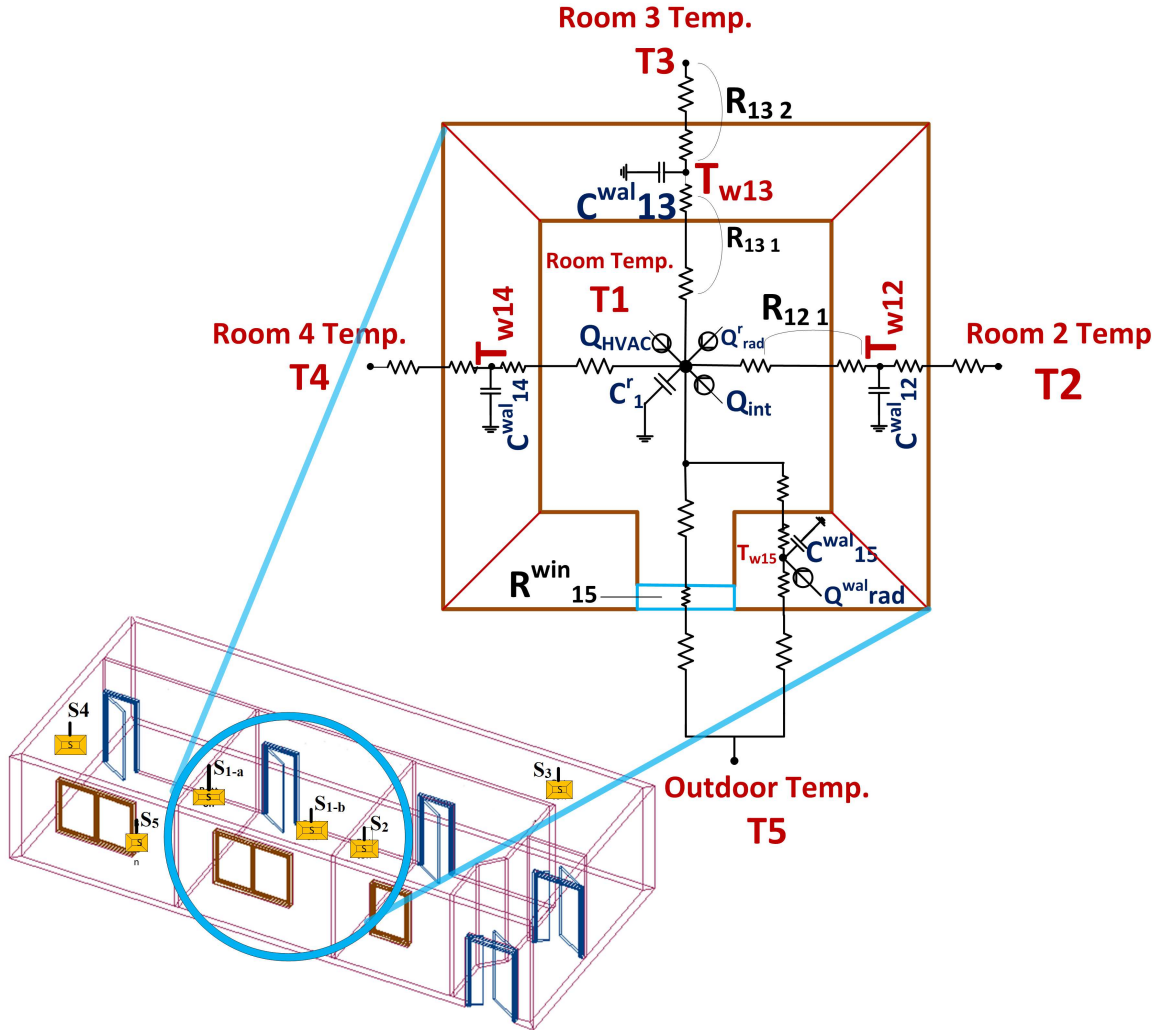 Room 3 Temp.
T3
R13 2
Tw13
Cwal13
R13 1
Room Temp.
T1
R12 1
Tw14
Tw12
Room 4 Temp.
T4
QHVAC
Qrrad
Room 2 Temp
T2
Cr1
Qint
Cwal14
Cwal12
Tw15
Cwal15
Rwin15
Qwalrad
Outdoor Temp.
T5
S4
S
S1-a
S
S3
S
S1-b
S
S5
S
n
S2
S